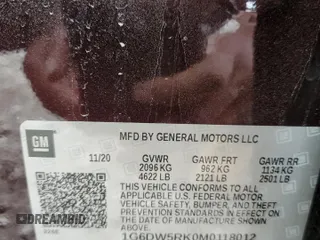 GM
MFD BY GENERAL MOTORS LLC
11/20 GVWR GAWR FRT GAWR RR
2096 KG 962 KG 1134 KG
4622 LB 2121 LB 2501 LB
THIS VEHICLE CONFORMS TO ALL
APPLICABLE U.S. FEDERAL MOTOR
VEHICLE SAFETY, BUMPER, AND THEFT
PREVENTION STANDARDS IN EFFECT ON
THE DATE OF MANUFACTURE SHOWN
DREAMBID
1G6DW5RK0M0118012